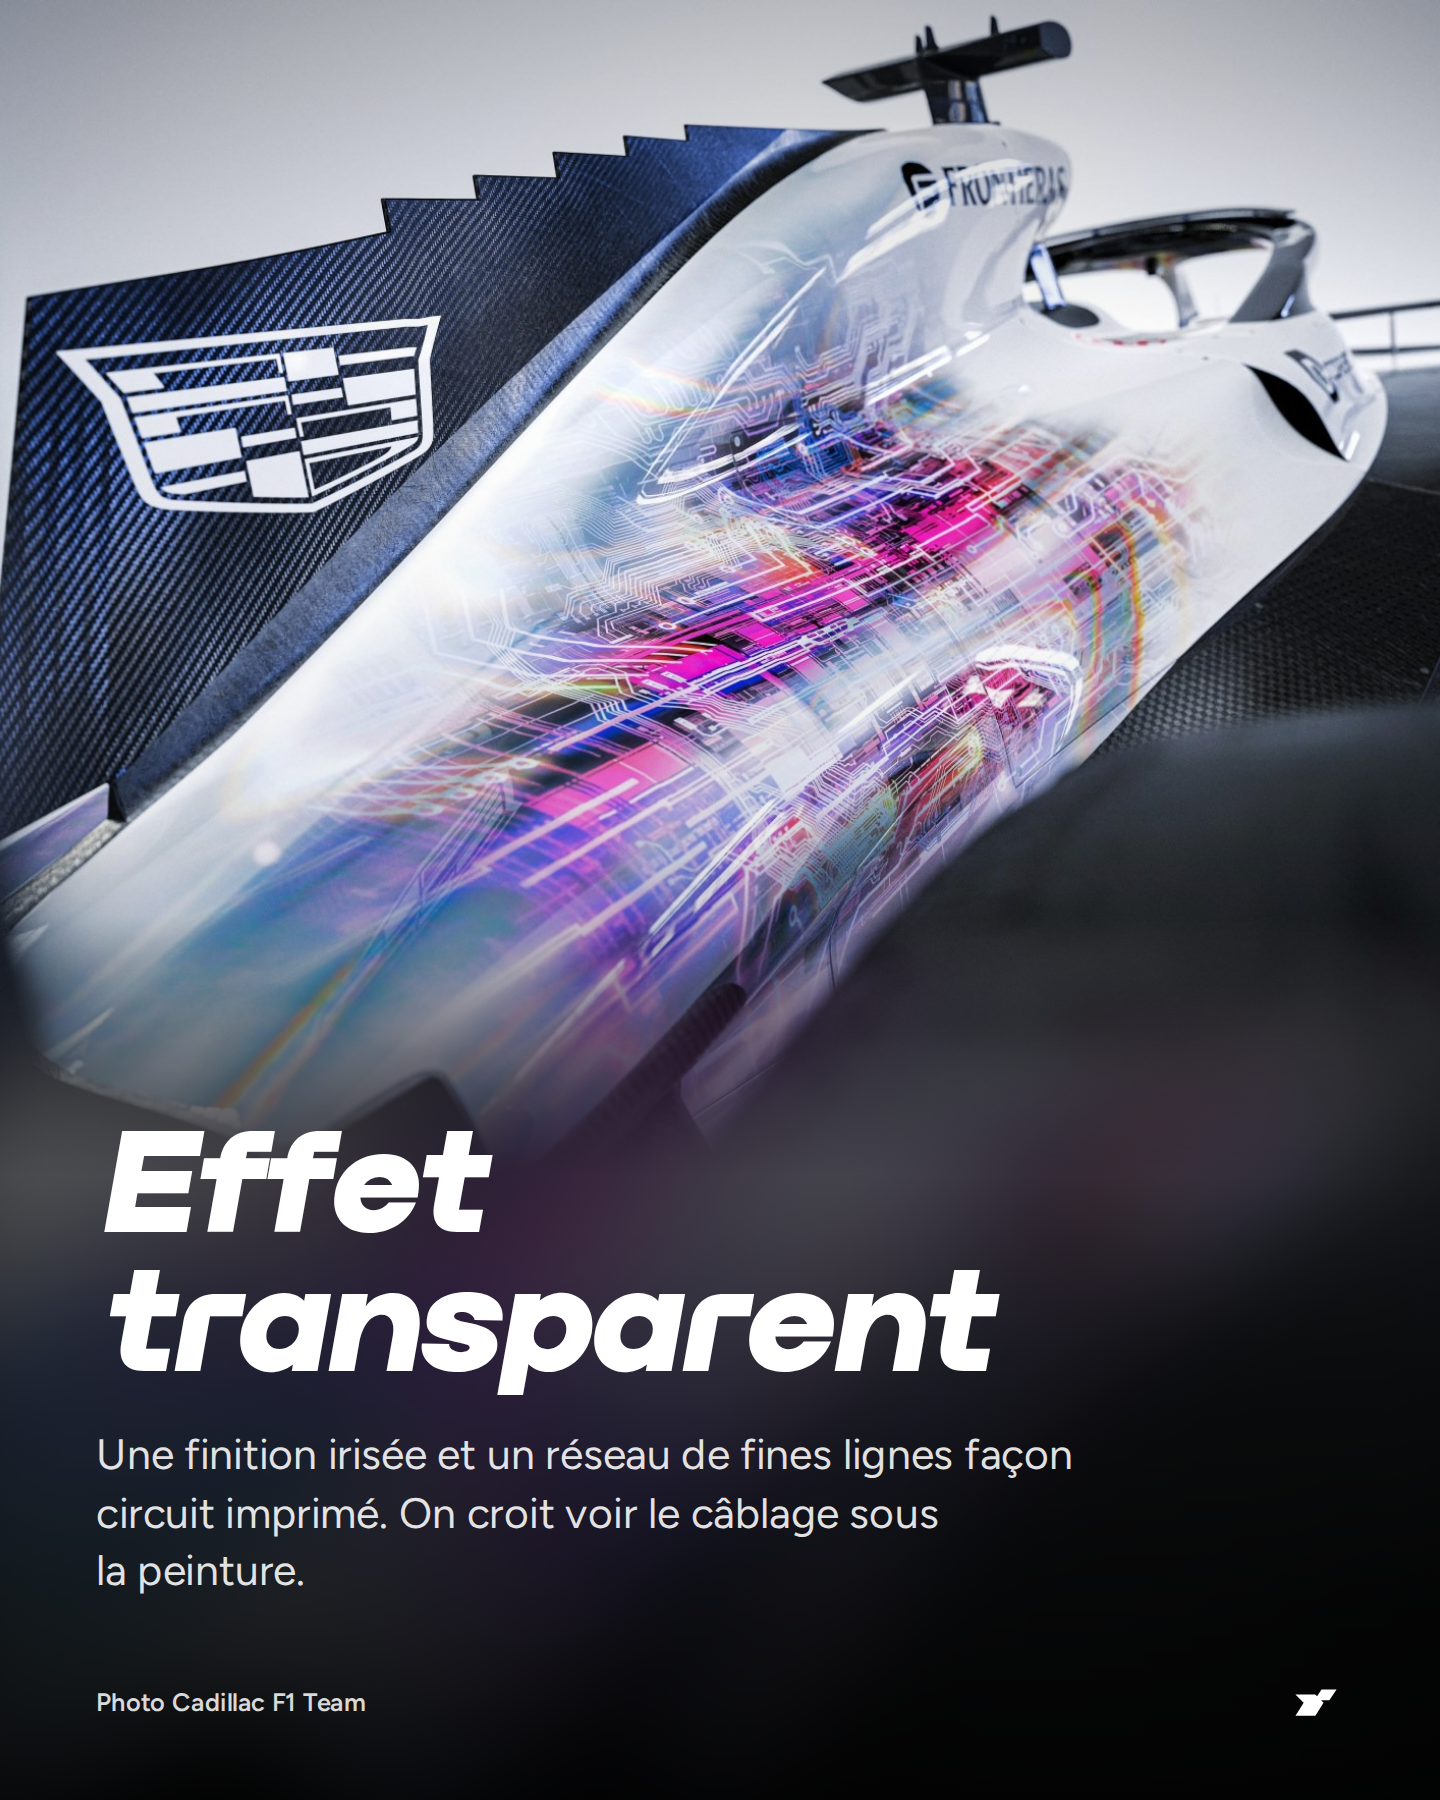 FRONTIERAS
Effet
transparent
Une finition irisée et un réseau de fines lignes façon
circuit imprimé. On croit voir le câblage sous
la peinture.
Photo Cadillac F1 Team